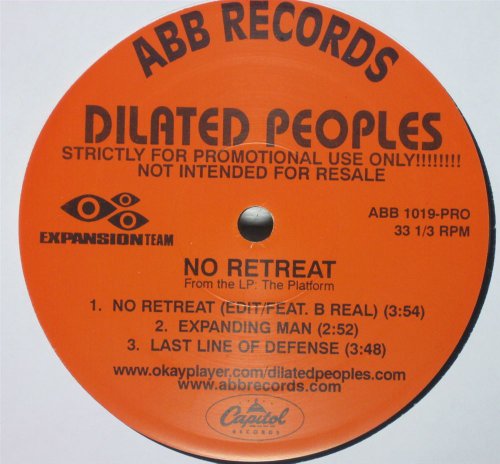 ABB RECORDS
DILATED PEOPLES
STRICTLY FOR PROMOTIONAL USE ONLY!!!!!!!!
NOT INTENDED FOR RESALE
EXPANSION TEAM
ABB 1019-PRO
33 1/3 RPM
NO RETREAT
From the LP: The Platform
1. NO RETREAT (EDIT/FEAT. B REAL) (3:54)
2. EXPANDING MAN (2:52)
3. LAST LINE OF DEFENSE (3:48)
www.okayplayer.com/dilatedpeoples.com
www.abbrecords.com
Capitol
RECORDS